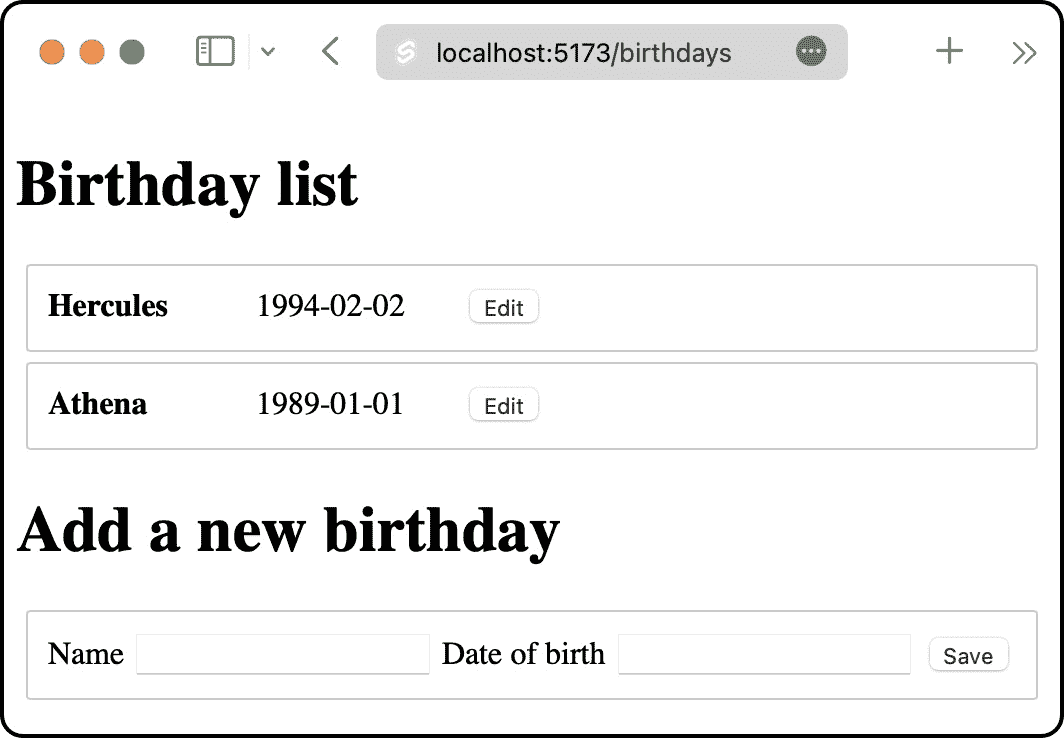 localhost:5173/birthdays
Birthday list
Hercules 1994-02-02 Edit
Athena 1989-01-01 Edit
Add a new birthday
Name Date of birth Save